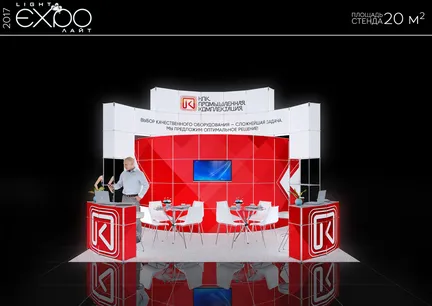 2017
LIGHT
EXPO
ЛАЙТ
ПЛОЩАДЬ
СТЕНДА 20 м²
КПК
ПРОМЫШЛЕННАЯ
КОМПЛЕКТАЦИЯ
ВЫБОР КАЧЕСТВЕННОГО ОБОРУДОВАНИЯ — СЛОЖНЕЙШАЯ ЗАДАЧА.
МЫ ПРЕДЛОЖИМ ОПТИМАЛЬНОЕ РЕШЕНИЕ!